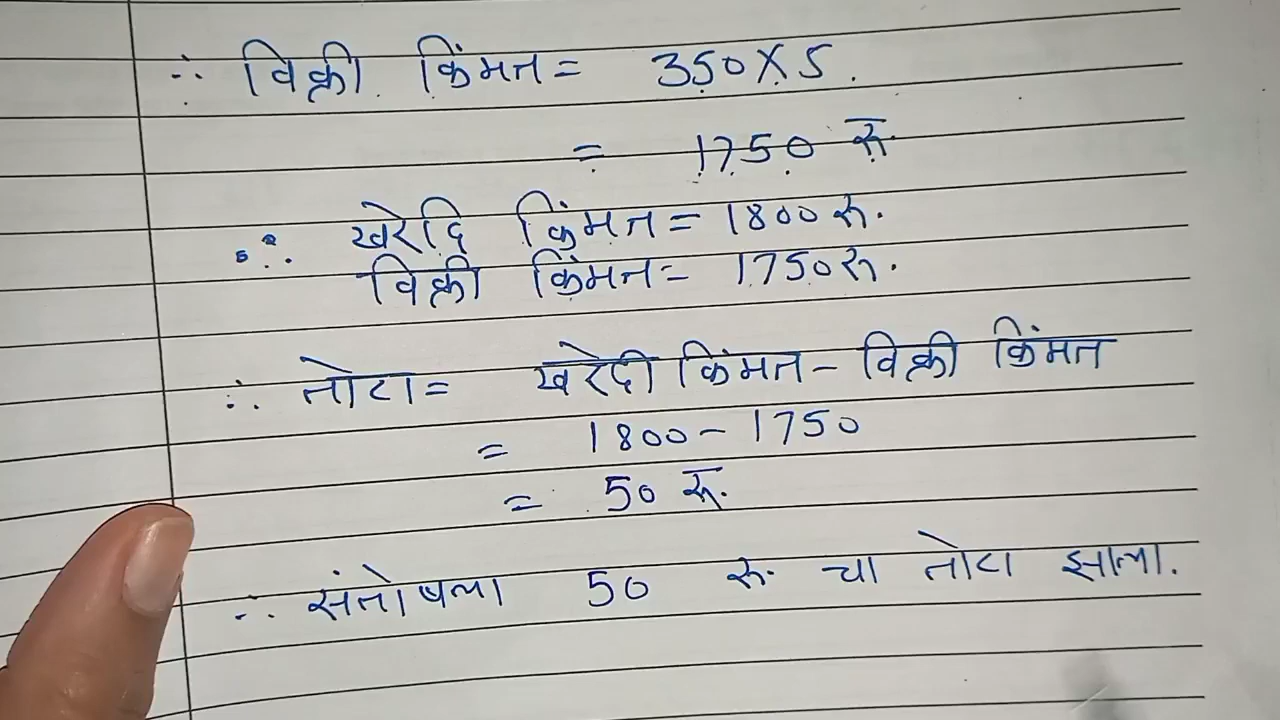 ∴ विक्री किंमत = 350 X 5.
= 1750 रु.
∴ खरेदि किंमत = 1800 रु.
विक्री किंमत = 1750 रु.
∴ तोटा = खरेदी किंमत - विक्री किंमत
= 1800 - 1750
= 50 रु.
∴ संतोषला 50 रु. चा तोटा झाला.